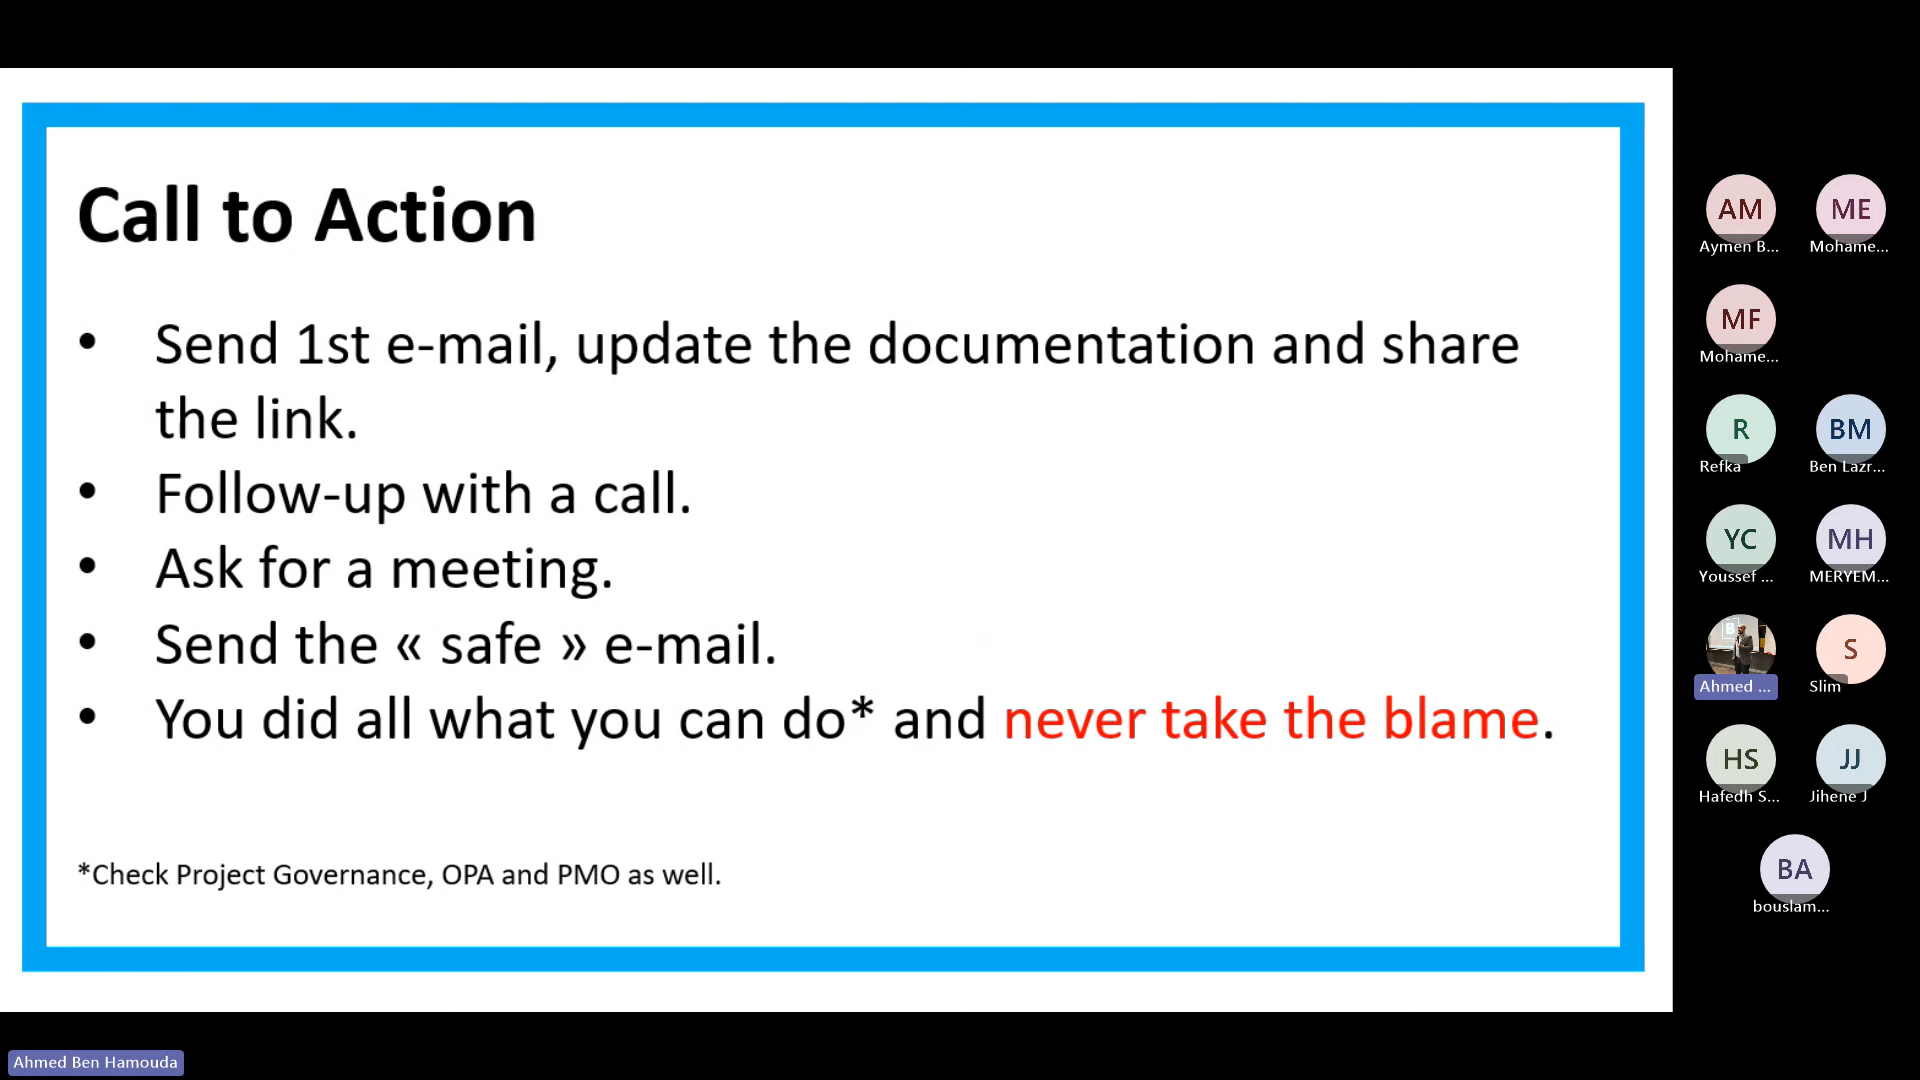 Call to Action
• Send 1st e-mail, update the documentation and share
the link.
• Follow-up with a call.
• Ask for a meeting.
• Send the « safe » e-mail.
• You did all what you can do* and never take the blame.
*Check Project Governance, OPA and PMO as well.
AM
Aymen B...
ME
Mohame...
MF
Mohame...
R
Refka
BM
Ben Lazr...
YC
Youssef ...
MH
MERYEM...
Ahmed ...
S
Slim
HS
Hafedh S...
JJ
Jihene J
BA
bouslam...
Ahmed Ben Hamouda